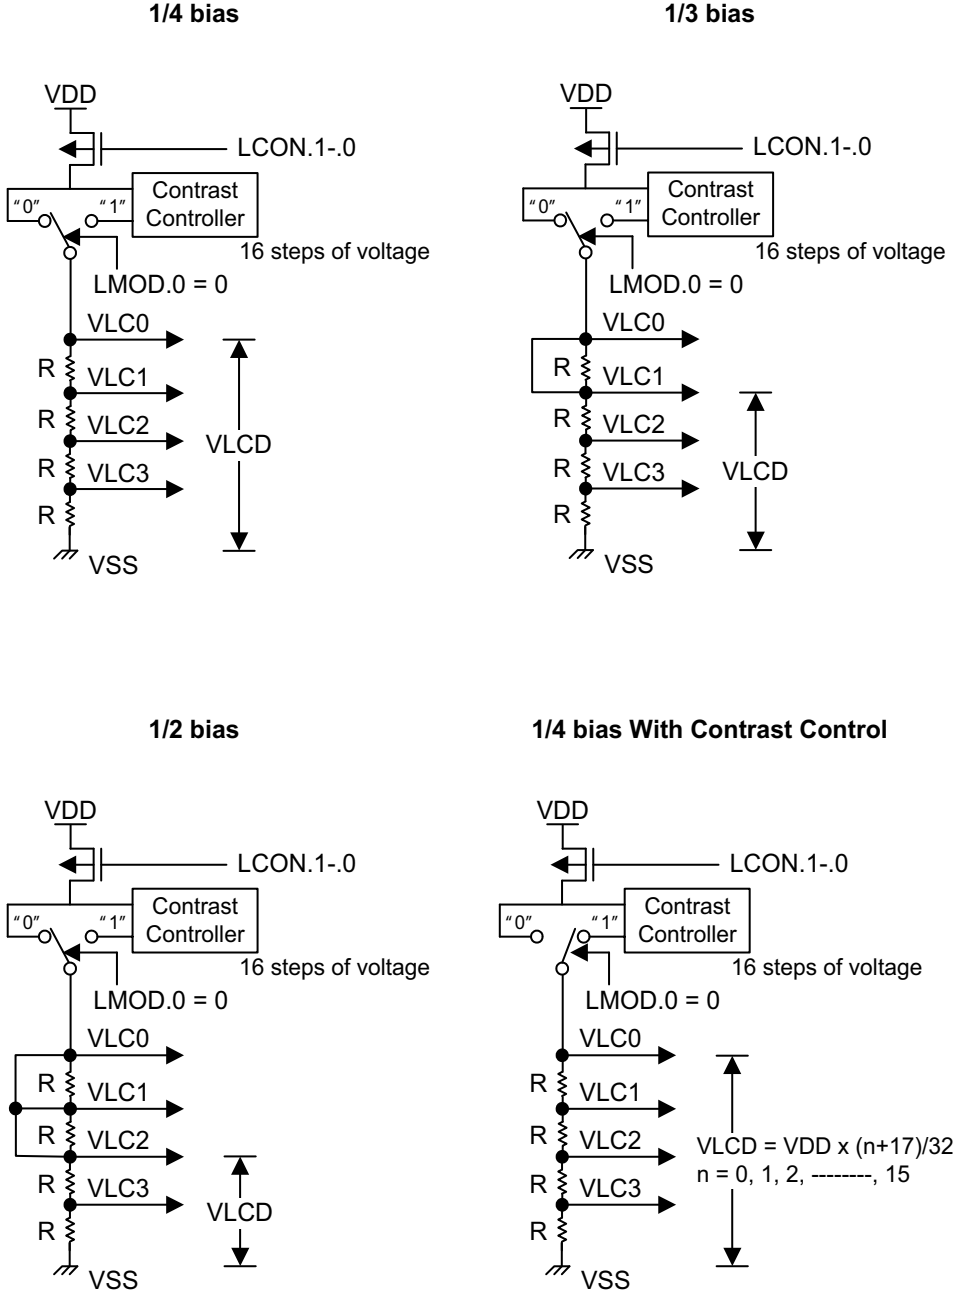 1/4 bias
VDD
LCON.1-.0
Contrast
Controller
"0"
"1"
16 steps of voltage
LMOD.0 = 0
VLC0
R
VLC1
R
VLC2
VLCD
R
VLC3
R
VSS
1/3 bias
VDD
LCON.1-.0
Contrast
Controller
"0"
"1"
16 steps of voltage
LMOD.0 = 0
VLC0
R
VLC1
R
VLC2
R
VLCD
VLC3
R
VSS
1/2 bias
VDD
LCON.1-.0
Contrast
Controller
"0"
"1"
16 steps of voltage
LMOD.0 = 0
VLC0
R
VLC1
R
VLC2
R
VLC3
VLCD
R
VSS
1/4 bias With Contrast Control
VDD
LCON.1-.0
Contrast
Controller
"0"
"1"
16 steps of voltage
LMOD.0 = 0
VLC0
R
VLC1
R
VLC2
VLCD = VDD x (n+17)/32
n = 0, 1, 2, --------, 15
R
VLC3
R
VSS